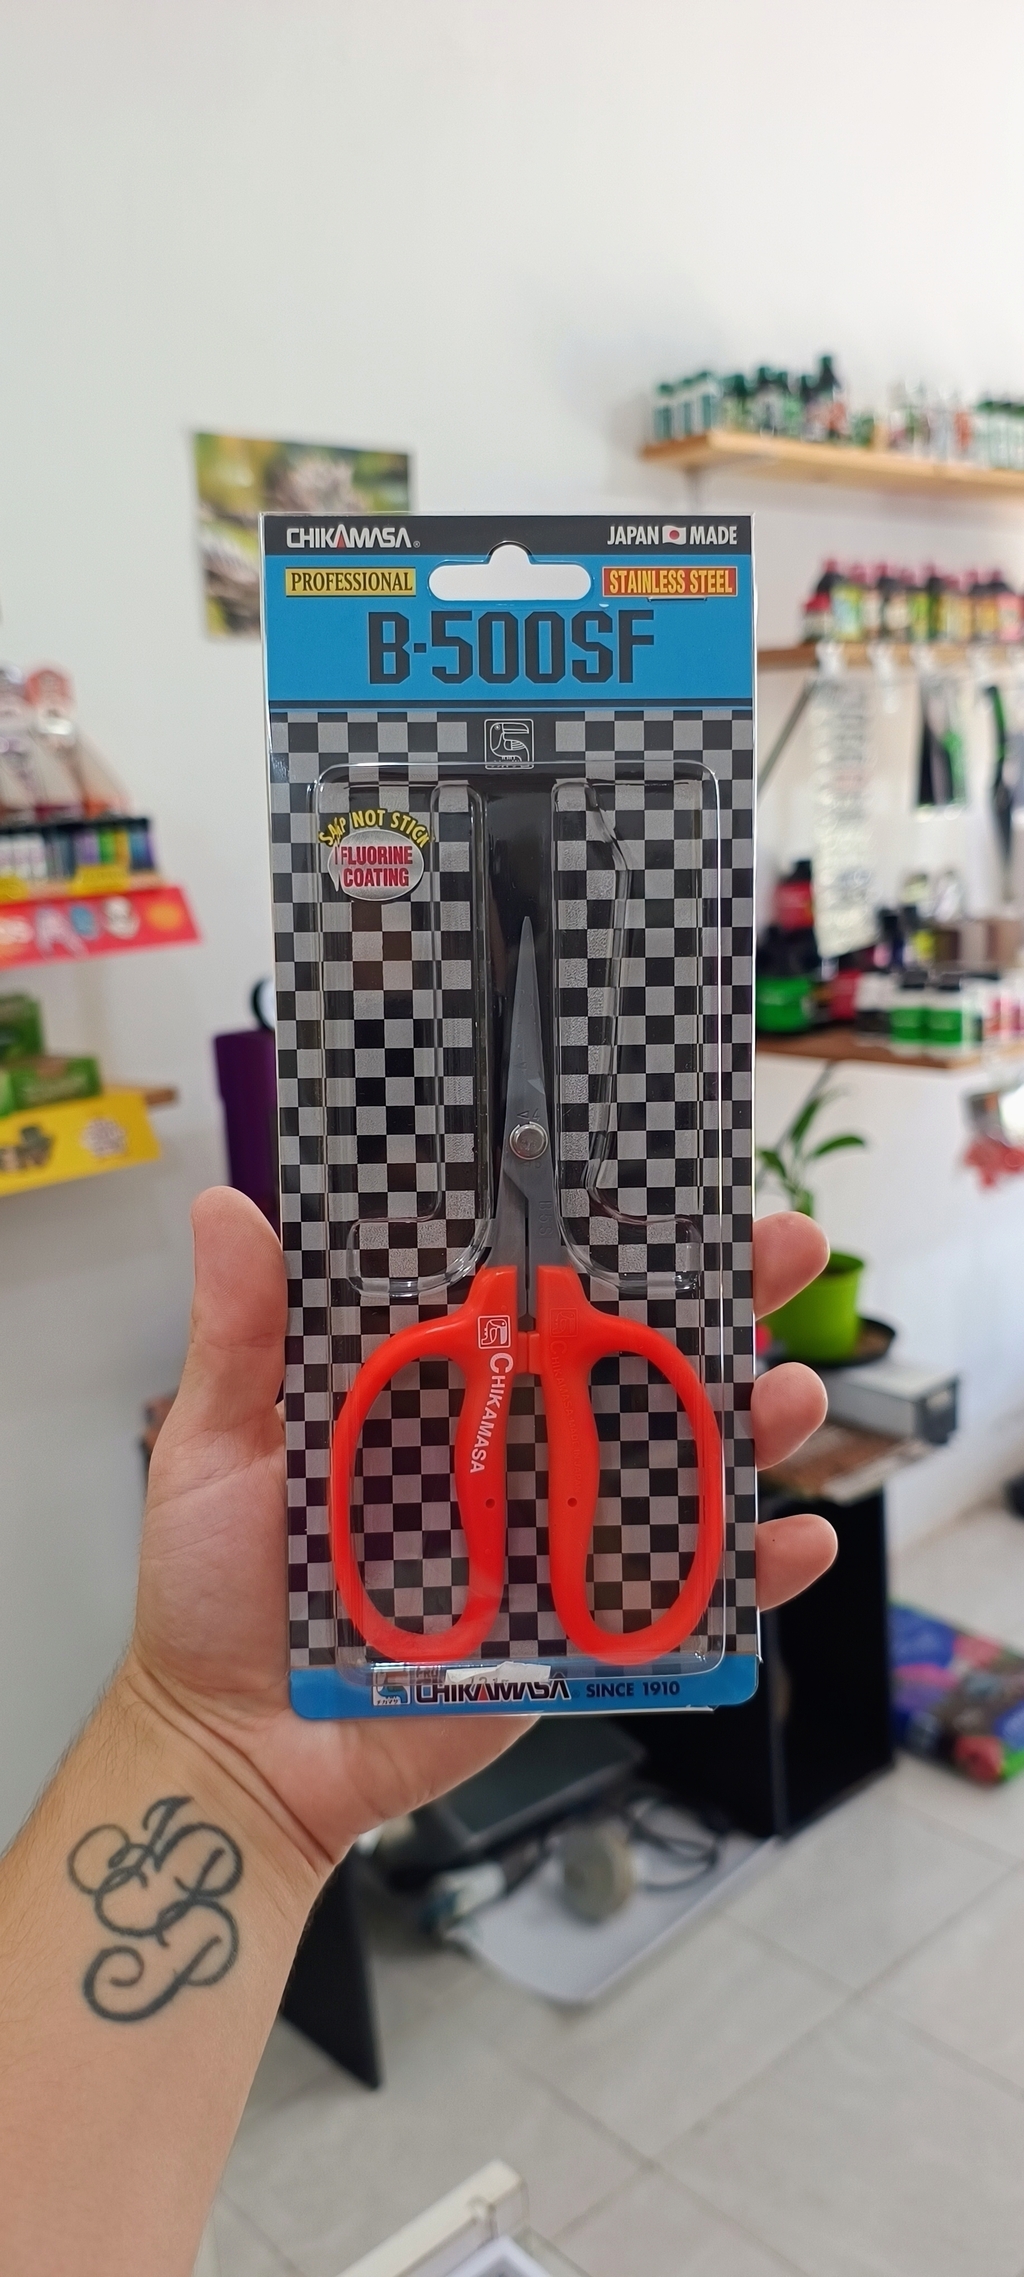 CHIKAMASA®
JAPAN MADE
PROFESSIONAL
STAINLESS STEEL
B-500SF
SAP NOT STICK
FLUORINE
COATING
CHIKAMASA
CHIKAMASA SINCE 1910